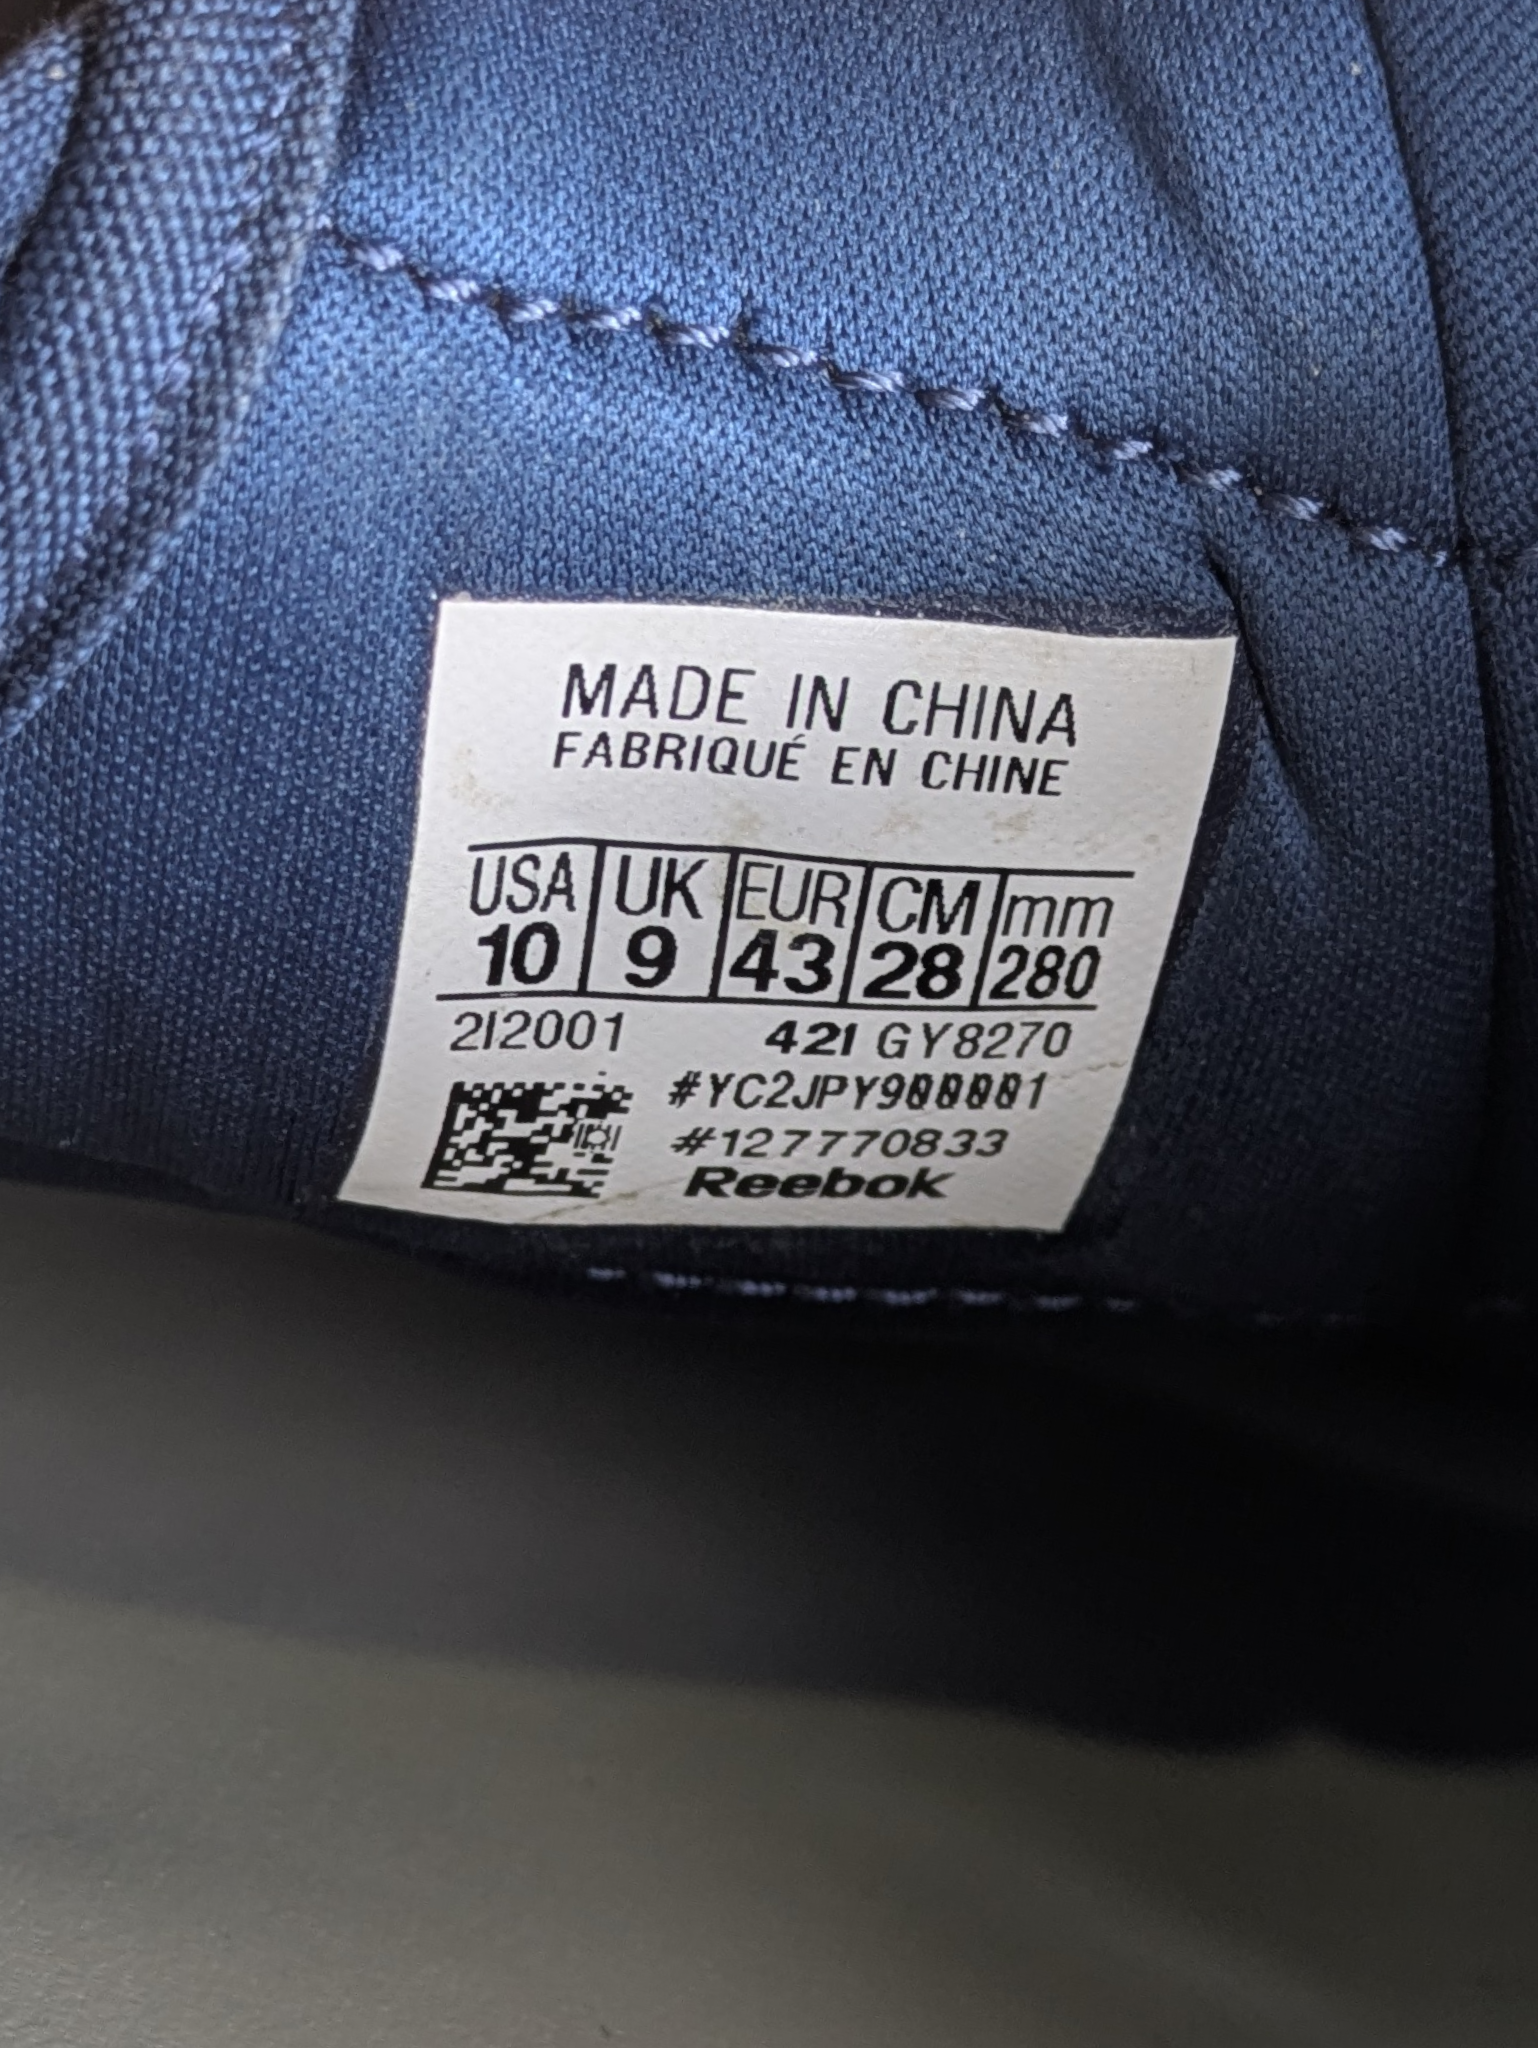 MADE IN CHINA
FABRIQUÉ EN CHINE
USA UK EUR CM mm
10 9 43 28 280
2I2001 421 GY8270
#YC2JPY900001
#127770833
Reebok